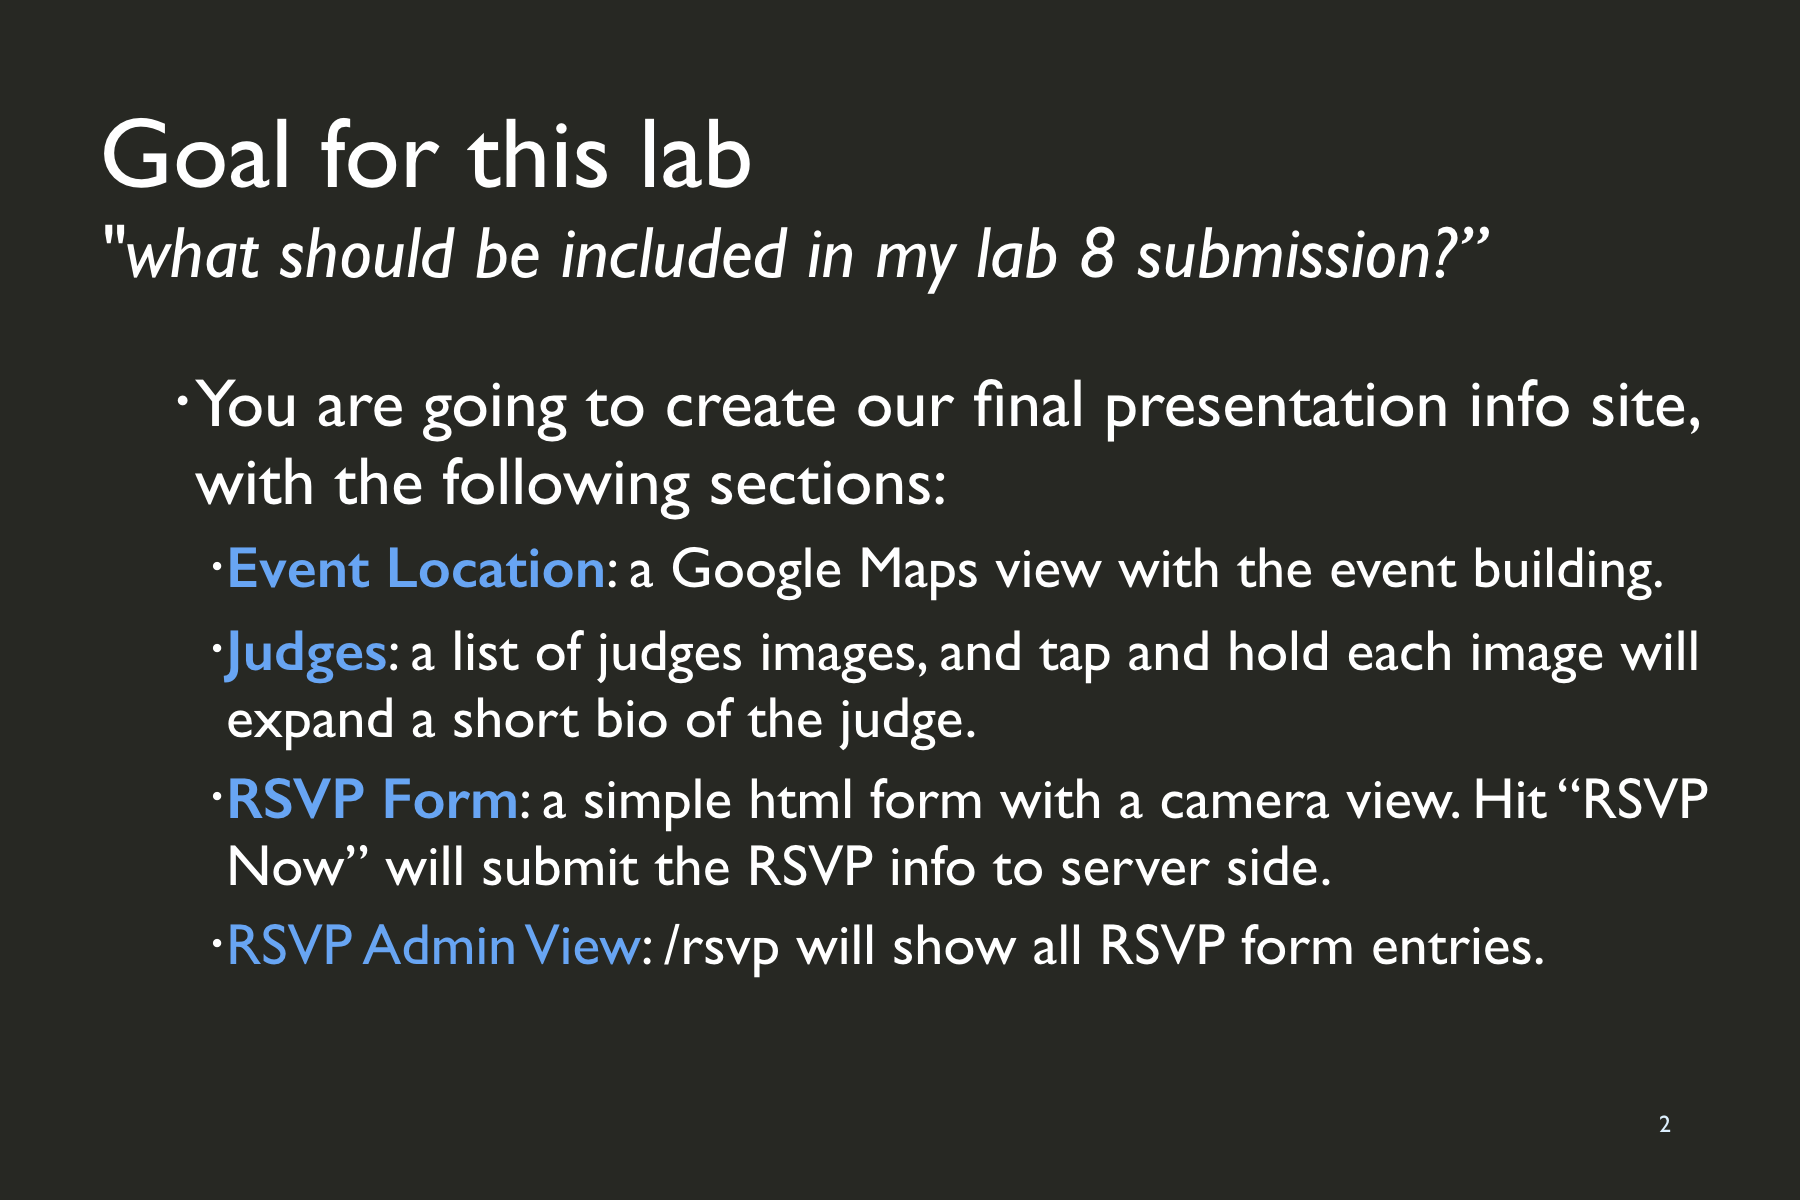 Goal for this lab
"what should be included in my lab 8 submission?”
·You are going to create our final presentation info site,
with the following sections:
·Event Location: a Google Maps view with the event building.
·Judges: a list of judges images, and tap and hold each image will
expand a short bio of the judge.
·RSVP Form: a simple html form with a camera view. Hit “RSVP
Now” will submit the RSVP info to server side.
·RSVP Admin View: /rsvp will show all RSVP form entries.
2